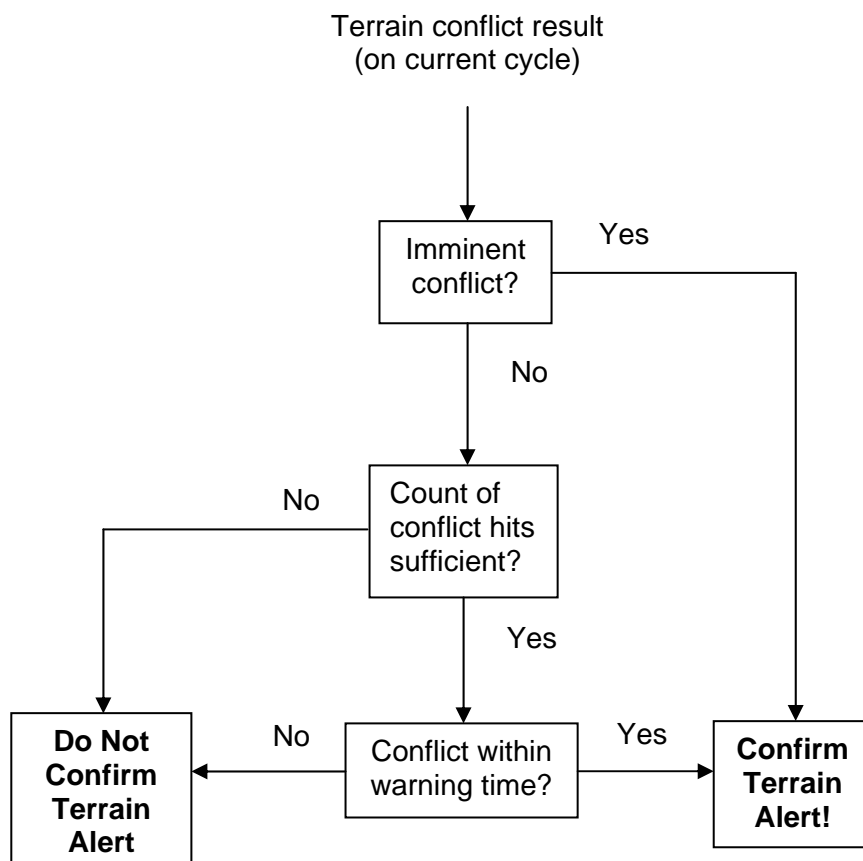 Terrain conflict result
(on current cycle)
Imminent
conflict?
Yes
No
Count of
conflict hits
sufficient?
No
Yes
Do Not
Confirm
Terrain
Alert
No
Conflict within
warning time?
Yes
Confirm
Terrain
Alert!